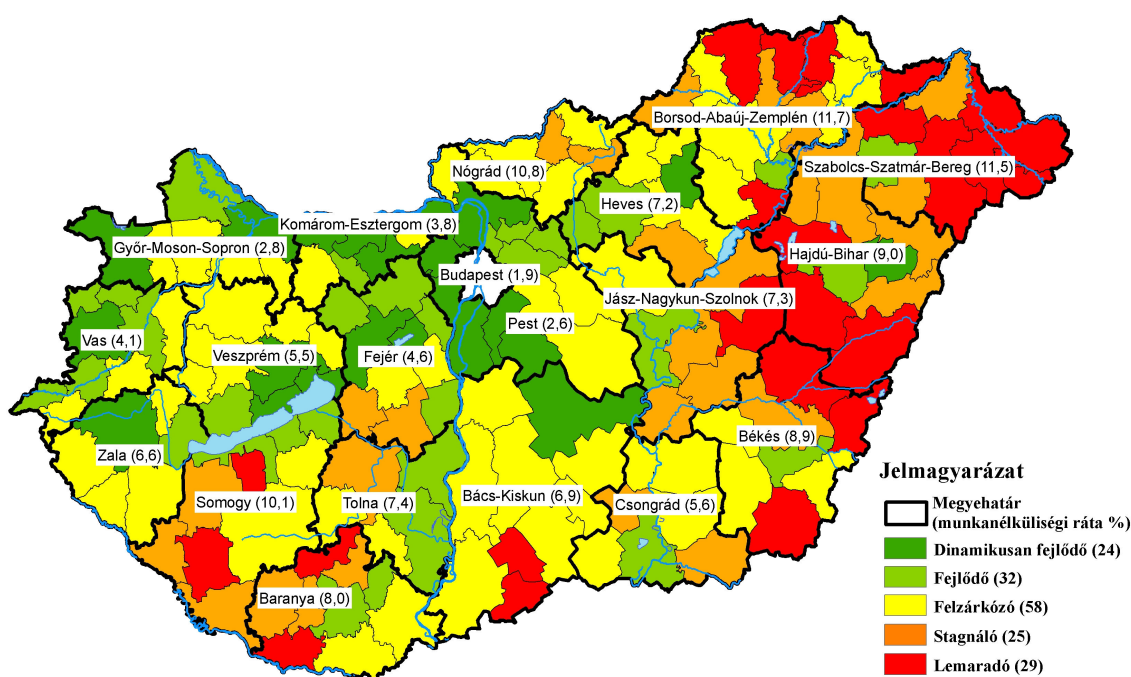 Borsod-Abaúj-Zemplén (11,7)
Szabolcs-Szatmár-Bereg (11,5)
Nógrád (10,8)
Heves (7,2)
Komárom-Esztergom (3,8)
Győr-Moson-Sopron (2,8)
Hajdú-Bihar (9,0)
Budapest (1,9)
Jász-Nagykun-Szolnok (7,3)
Pest (2,6)
Vas (4,1)
Veszprém (5,5)
Fejér (4,6)
Békés (8,9)
Zala (6,6)
Somogy (10,1)
Tolna (7,4)
Bács-Kiskun (6,9)
Csongrád (5,6)
Baranya (8,0)
Jelmagyarázat
Megyehatár
(munkanélküliségi ráta %)
Dinamikusan fejlődő (24)
Fejlődő (32)
Felzárkózó (58)
Stagnáló (25)
Lemaradó (29)